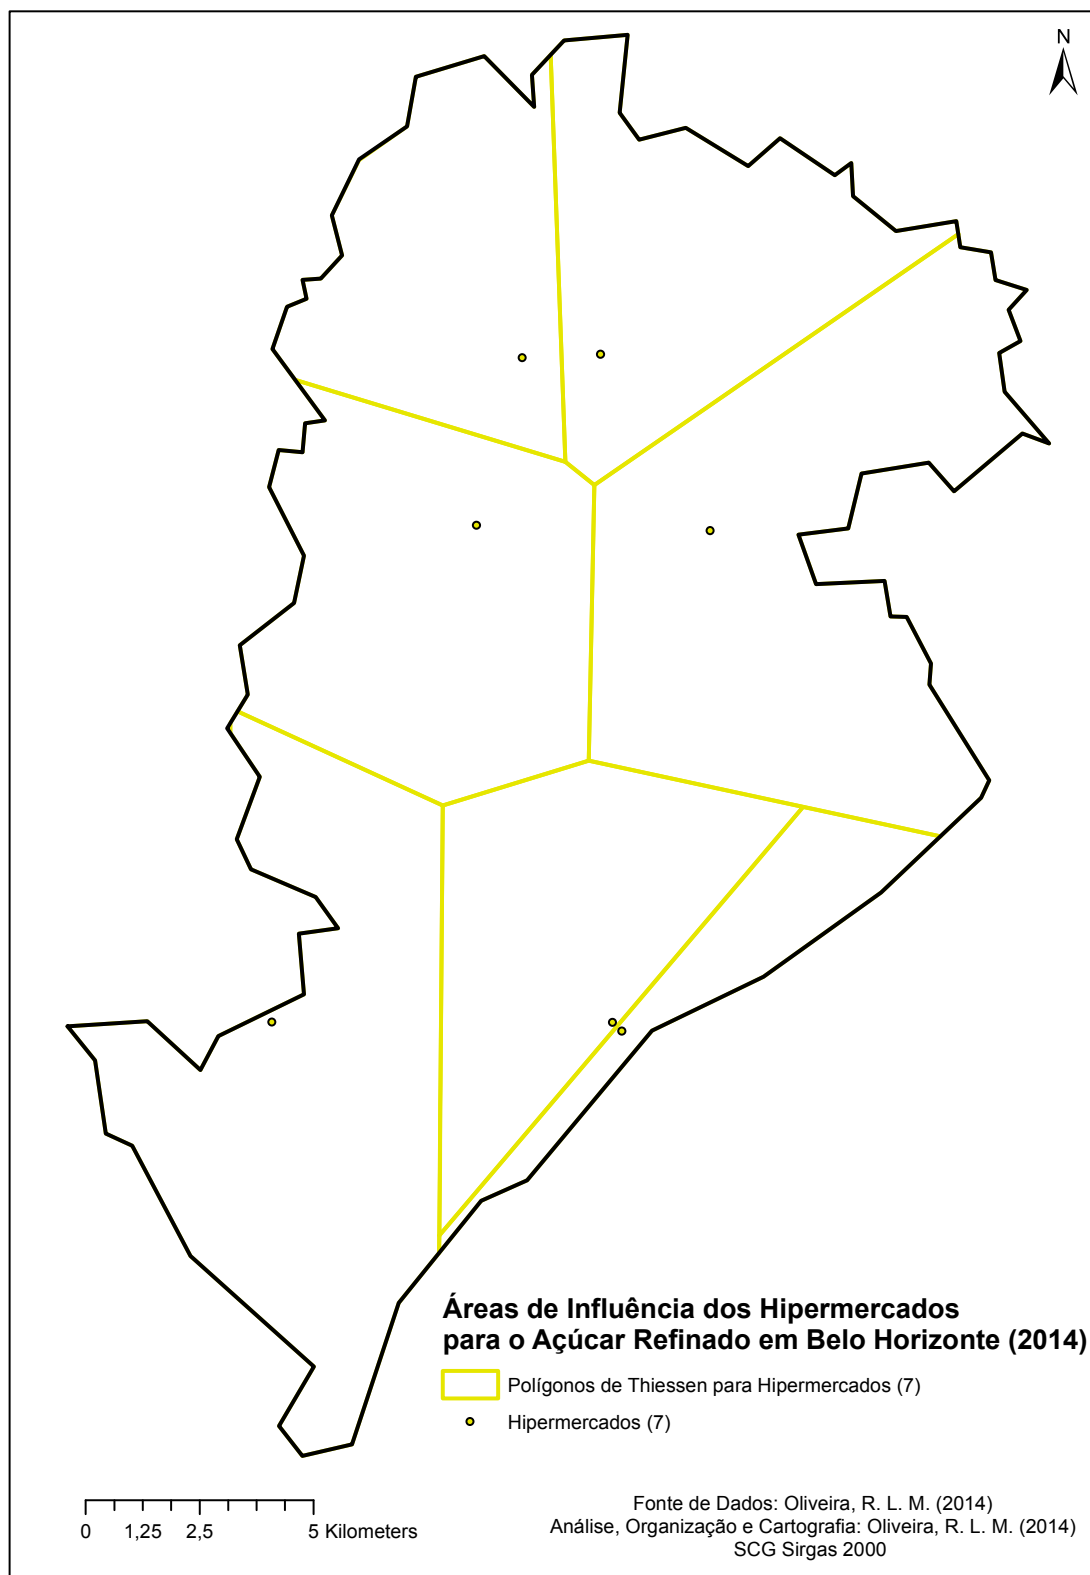 N
Áreas de Influência dos Hipermercados
para o Açúcar Refinado em Belo Horizonte (2014)
Polígonos de Thiessen para Hipermercados (7)
Hipermercados (7)
0 1,25 2,5 5 Kilometers
Fonte de Dados: Oliveira, R. L. M. (2014)
Análise, Organização e Cartografia: Oliveira, R. L. M. (2014)
SCG Sirgas 2000